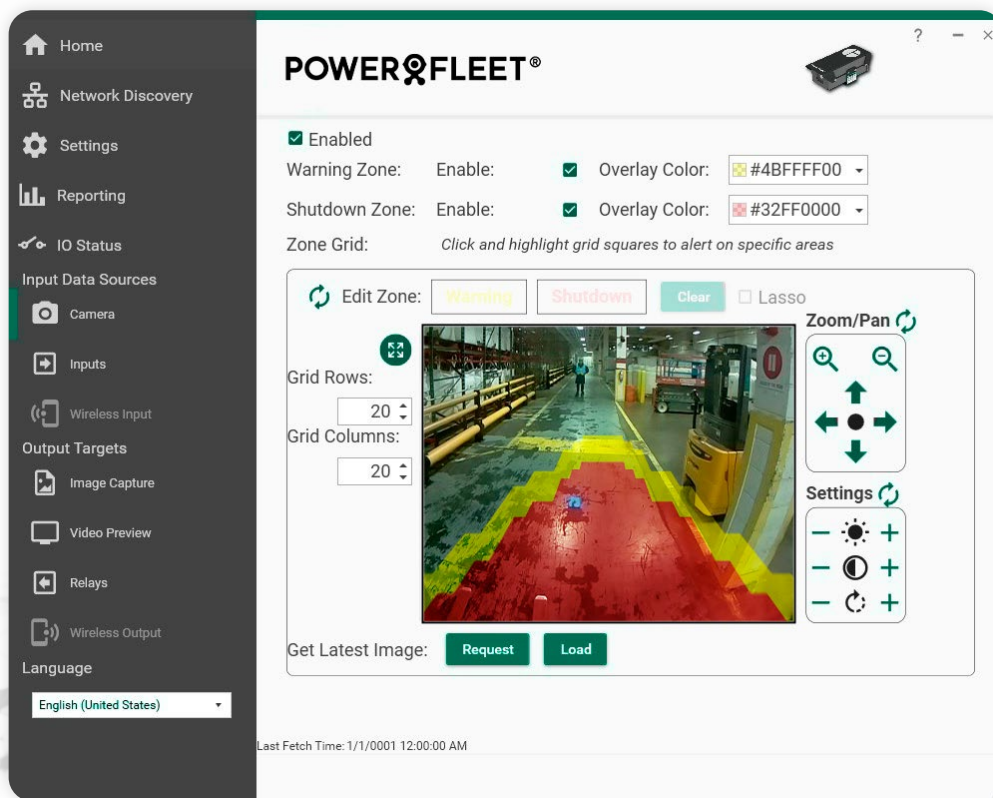 Home
Network Discovery
Settings
Reporting
IO Status
Input Data Sources
Camera
Inputs
Wireless Input
Output Targets
Image Capture
Video Preview
Relays
Wireless Output
Language
English (United States)
? — ×
POWERFLEET®
Enabled
Warning Zone: Enable: Overlay Color: #4BFFFF00
Shutdown Zone: Enable: Overlay Color: #32FF0000
Zone Grid: Click and highlight grid squares to alert on specific areas
Edit Zone: Warning Shutdown Clear Lasso
Zoom/Pan
Grid Rows:
20
Grid Columns:
20
Settings
Get Latest Image: Request Load
Last Fetch Time: 1/1/0001 12:00:00 AM